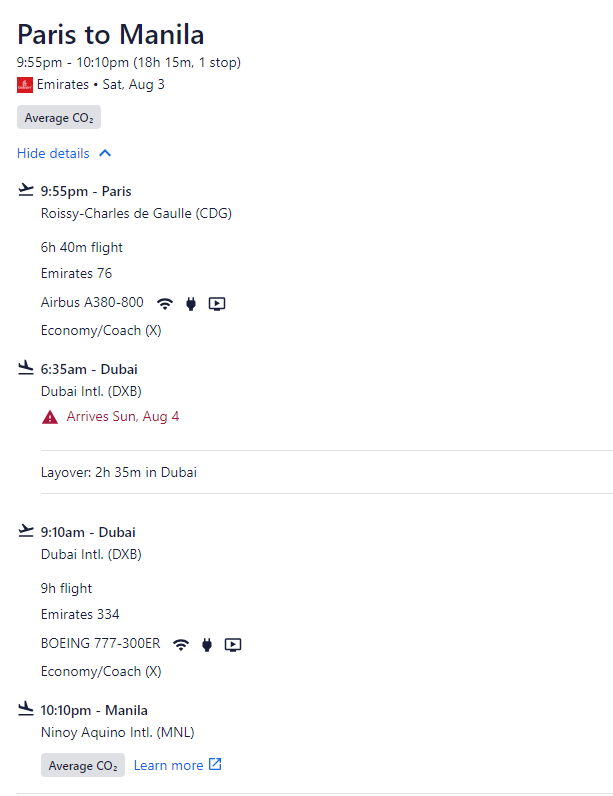 Paris to Manila
9:55pm - 10:10pm (18h 15m, 1 stop)
Emirates • Sat, Aug 3
Average CO₂
Hide details
9:55pm - Paris
Roissy-Charles de Gaulle (CDG)
6h 40m flight
Emirates 76
Airbus A380-800
Economy/Coach (X)
6:35am - Dubai
Dubai Intl. (DXB)
Arrives Sun, Aug 4
Layover: 2h 35m in Dubai
9:10am - Dubai
Dubai Intl. (DXB)
9h flight
Emirates 334
BOEING 777-300ER
Economy/Coach (X)
10:10pm - Manila
Ninoy Aquino Intl. (MNL)
Average CO₂ Learn more